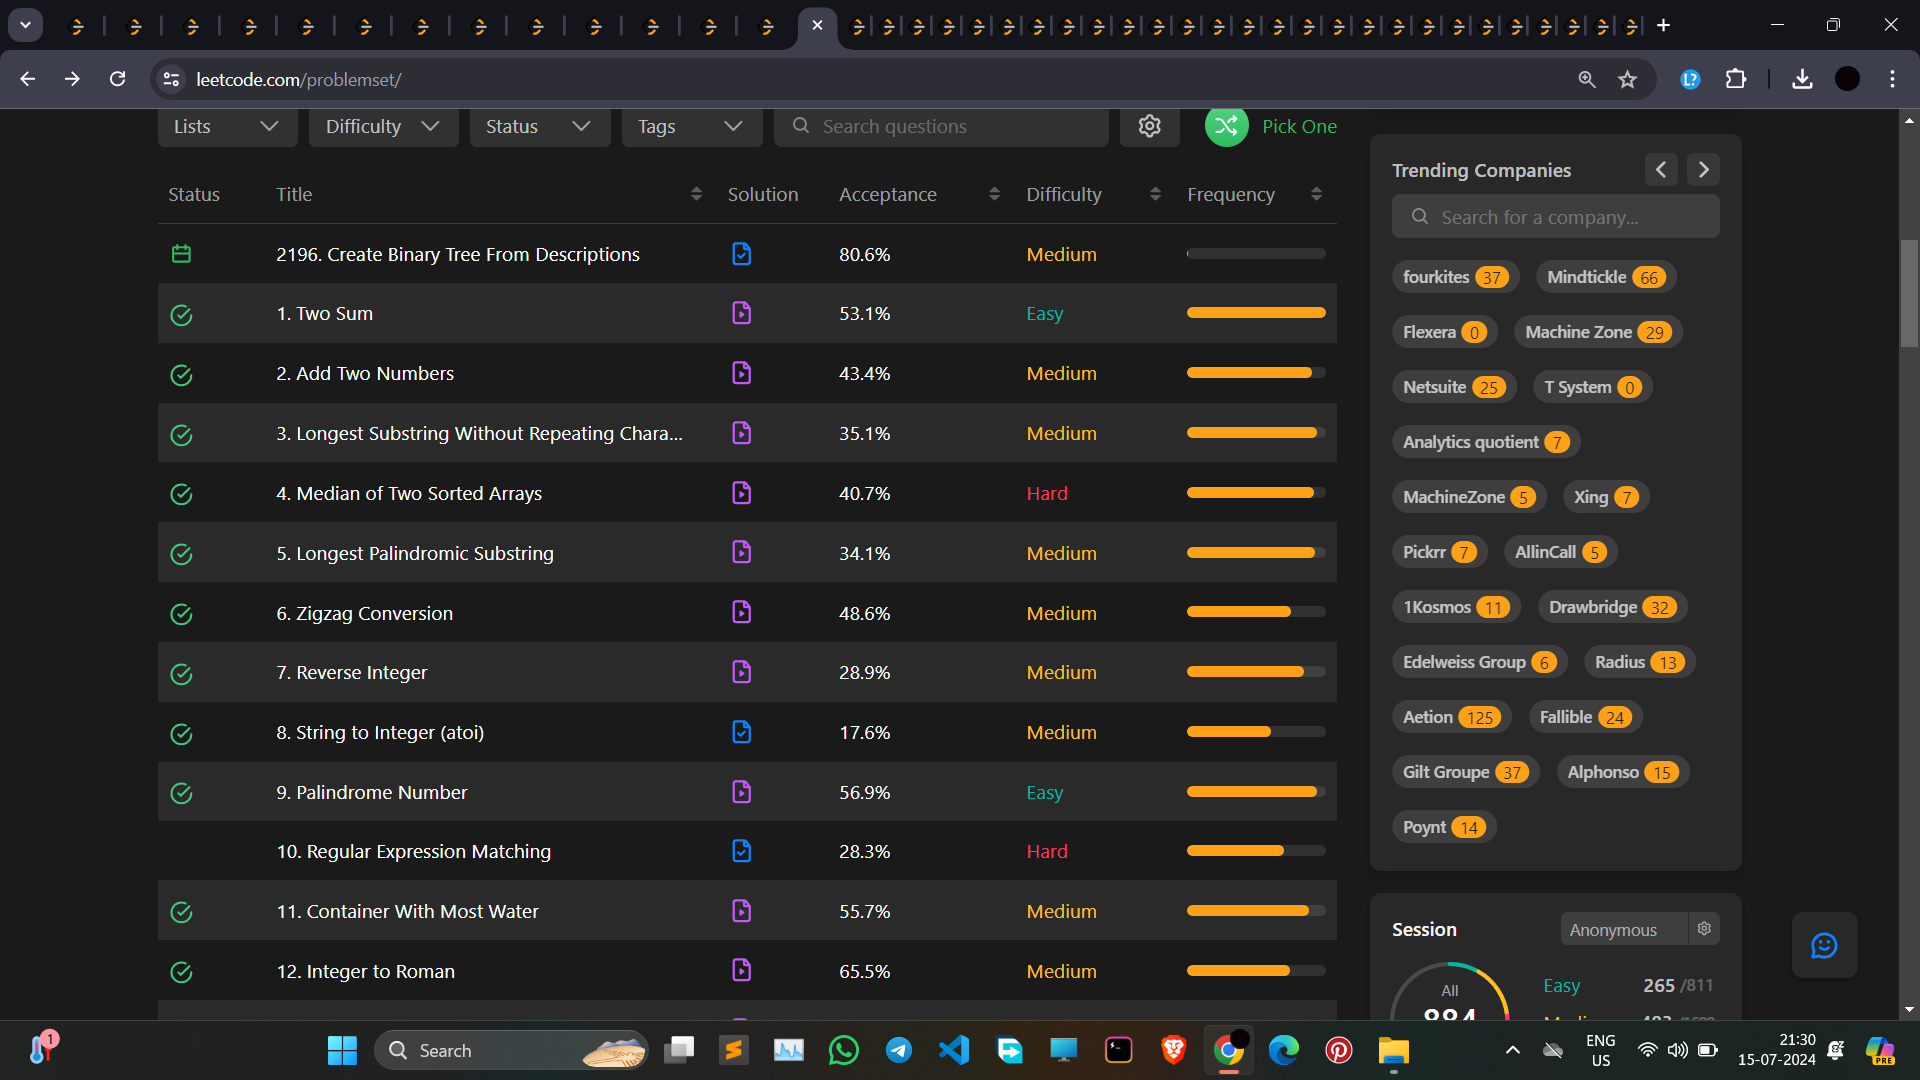 leetcode.com/problemset/
Lists Difficulty Status Tags Search questions Pick One
Status Title Solution Acceptance Difficulty Frequency
2196. Create Binary Tree From Descriptions 80.6% Medium
1. Two Sum 53.1% Easy
2. Add Two Numbers 43.4% Medium
3. Longest Substring Without Repeating Chara... 35.1% Medium
4. Median of Two Sorted Arrays 40.7% Hard
5. Longest Palindromic Substring 34.1% Medium
6. Zigzag Conversion 48.6% Medium
7. Reverse Integer 28.9% Medium
8. String to Integer (atoi) 17.6% Medium
9. Palindrome Number 56.9% Easy
10. Regular Expression Matching 28.3% Hard
11. Container With Most Water 55.7% Medium
12. Integer to Roman 65.5% Medium
Trending Companies
Search for a company...
fourkites 37 Mindtickle 66
Flexera 0 Machine Zone 29
Netsuite 25 T System 0
Analytics quotient 7
MachineZone 5 Xing 7
Pickrr 7 AllinCall 5
1Kosmos 11 Drawbridge 32
Edelweiss Group 6 Radius 13
Aetion 125 Fallible 24
Gilt Groupe 37 Alphonso 15
Poynt 14
Session Anonymous
All
884
Easy 265 /811
1
Search
ENG
US
21:30
15-07-2024
PRE